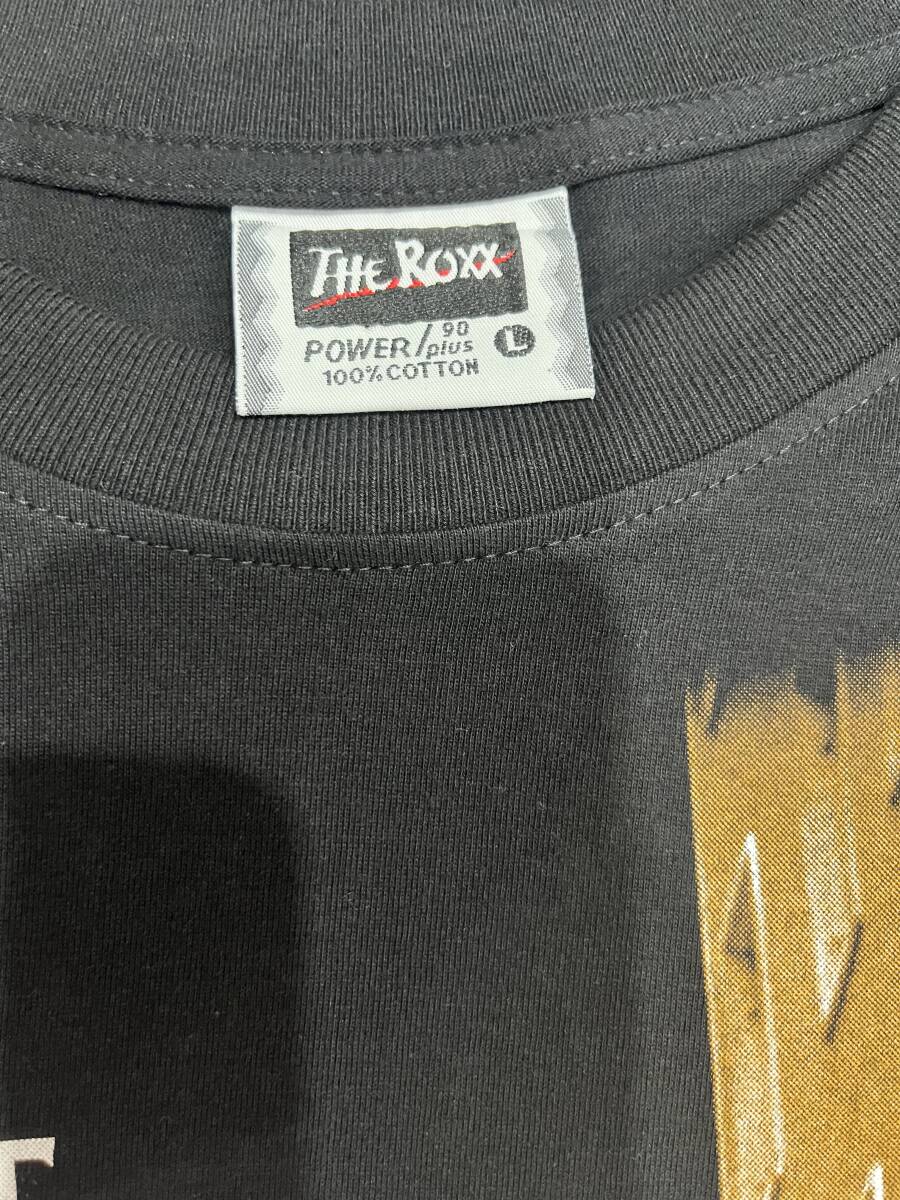 THE ROXX
POWER/90 plus L
100% COTTON
T